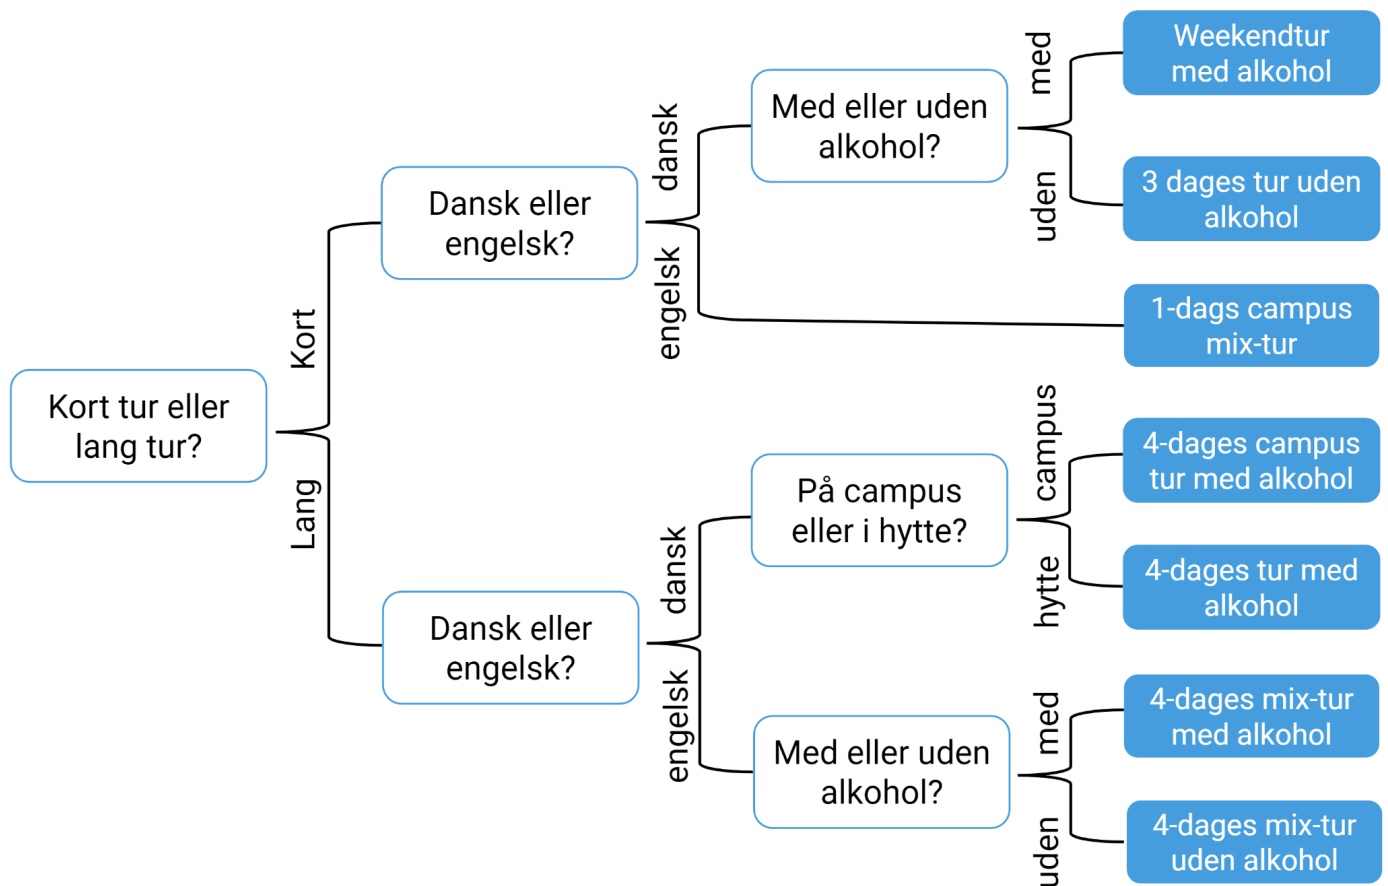 Kort tur eller
lang tur?
Kort
Lang
Dansk eller
engelsk?
dansk
engelsk
Med eller uden
alkohol?
med
uden
Weekendtur
med alkohol
3 dages tur uden
alkohol
1-dags campus
mix-tur
Dansk eller
engelsk?
dansk
engelsk
På campus
eller i hytte?
campus
hytte
4-dages campus
tur med alkohol
4-dages tur med
alkohol
Med eller uden
alkohol?
med
uden
4-dages mix-tur
med alkohol
4-dages mix-tur
uden alkohol